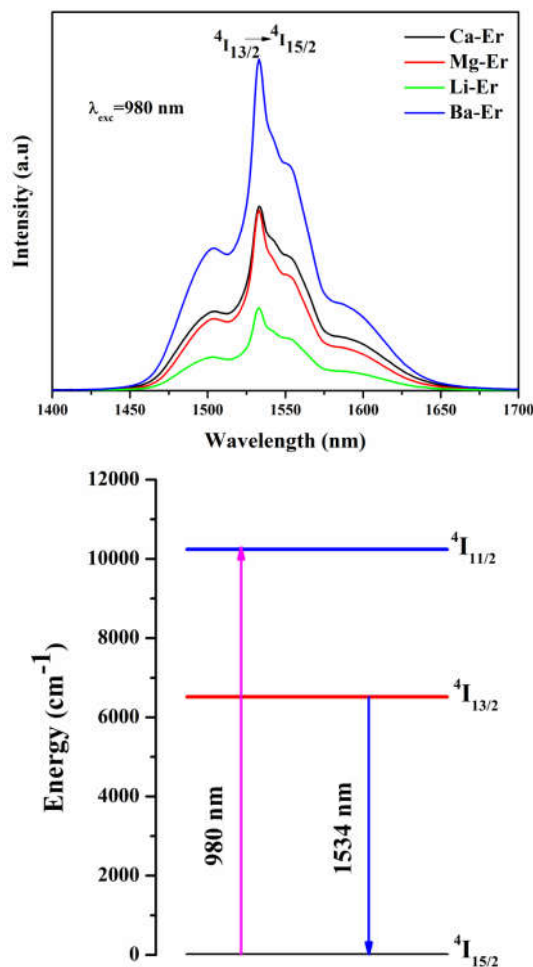 ⁴I₁₃/₂→⁴I₁₅/₂
λexc=980 nm
Ca-Er
Mg-Er
Li-Er
Ba-Er
Intensity (a.u)
1400 1450 1500 1550 1600 1650 1700
Wavelength (nm)
12000
10000
8000
6000
4000
2000
0
Energy (cm⁻¹)
⁴I₁₁/₂
⁴I₁₃/₂
980 nm
1534 nm
⁴I₁₅/₂